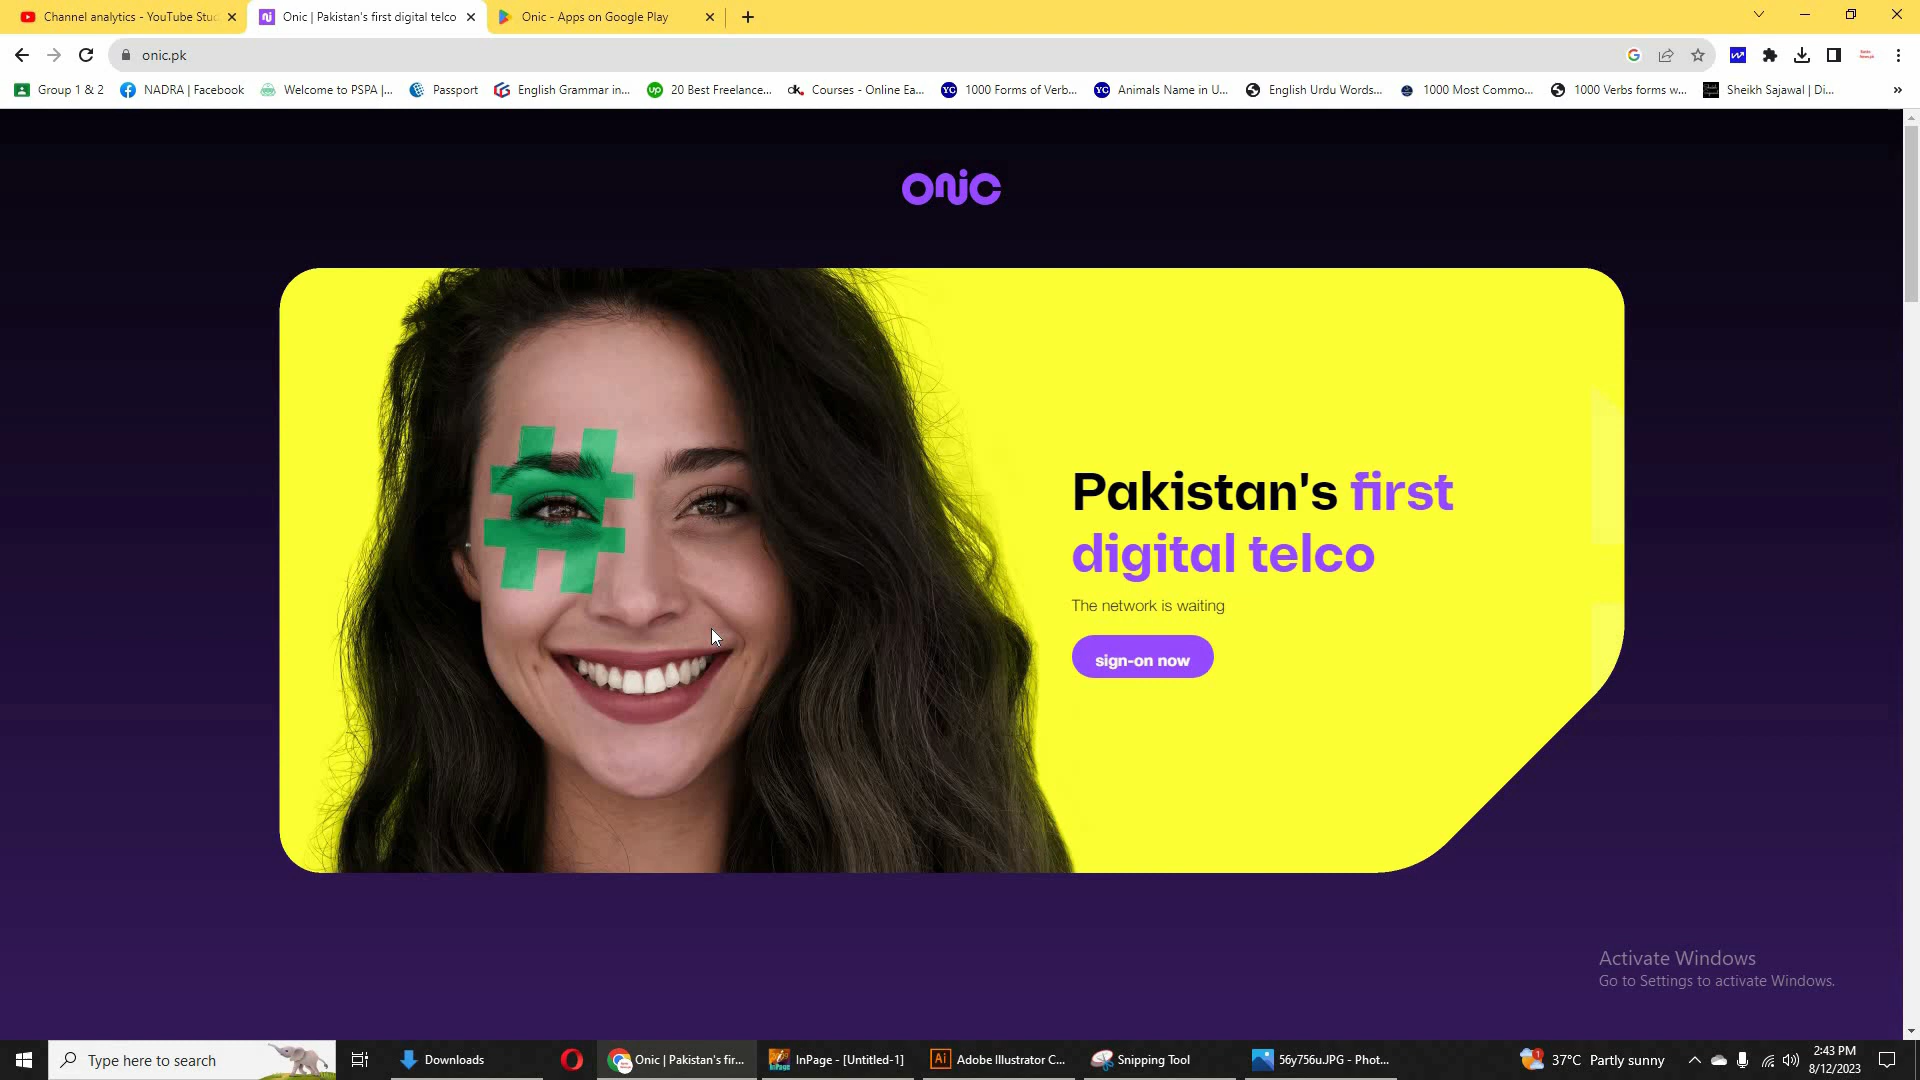 Channel analytics - YouTube Stu
Onic | Pakistan's first digital telco
Onic - Apps on Google Play
onic.pk
Group 1 & 2
NADRA | Facebook
Welcome to PSPA |...
Passport
English Grammar in...
20 Best Freelance...
Courses - Online Ea...
1000 Forms of Verb...
Animals Name in U...
English Urdu Words...
1000 Most Commo...
1000 Verbs forms w...
Sheikh Sajawal | Di...
onic
Pakistan's first
digital telco
The network is waiting
sign-on now
Activate Windows
Go to Settings to activate Windows.
Type here to search
Downloads
Onic | Pakistan's fir...
InPage - [Untitled-1]
Adobe Illustrator C...
Snipping Tool
56y756u.JPG - Phot...
37°C Partly sunny
2:43 PM
8/12/2023